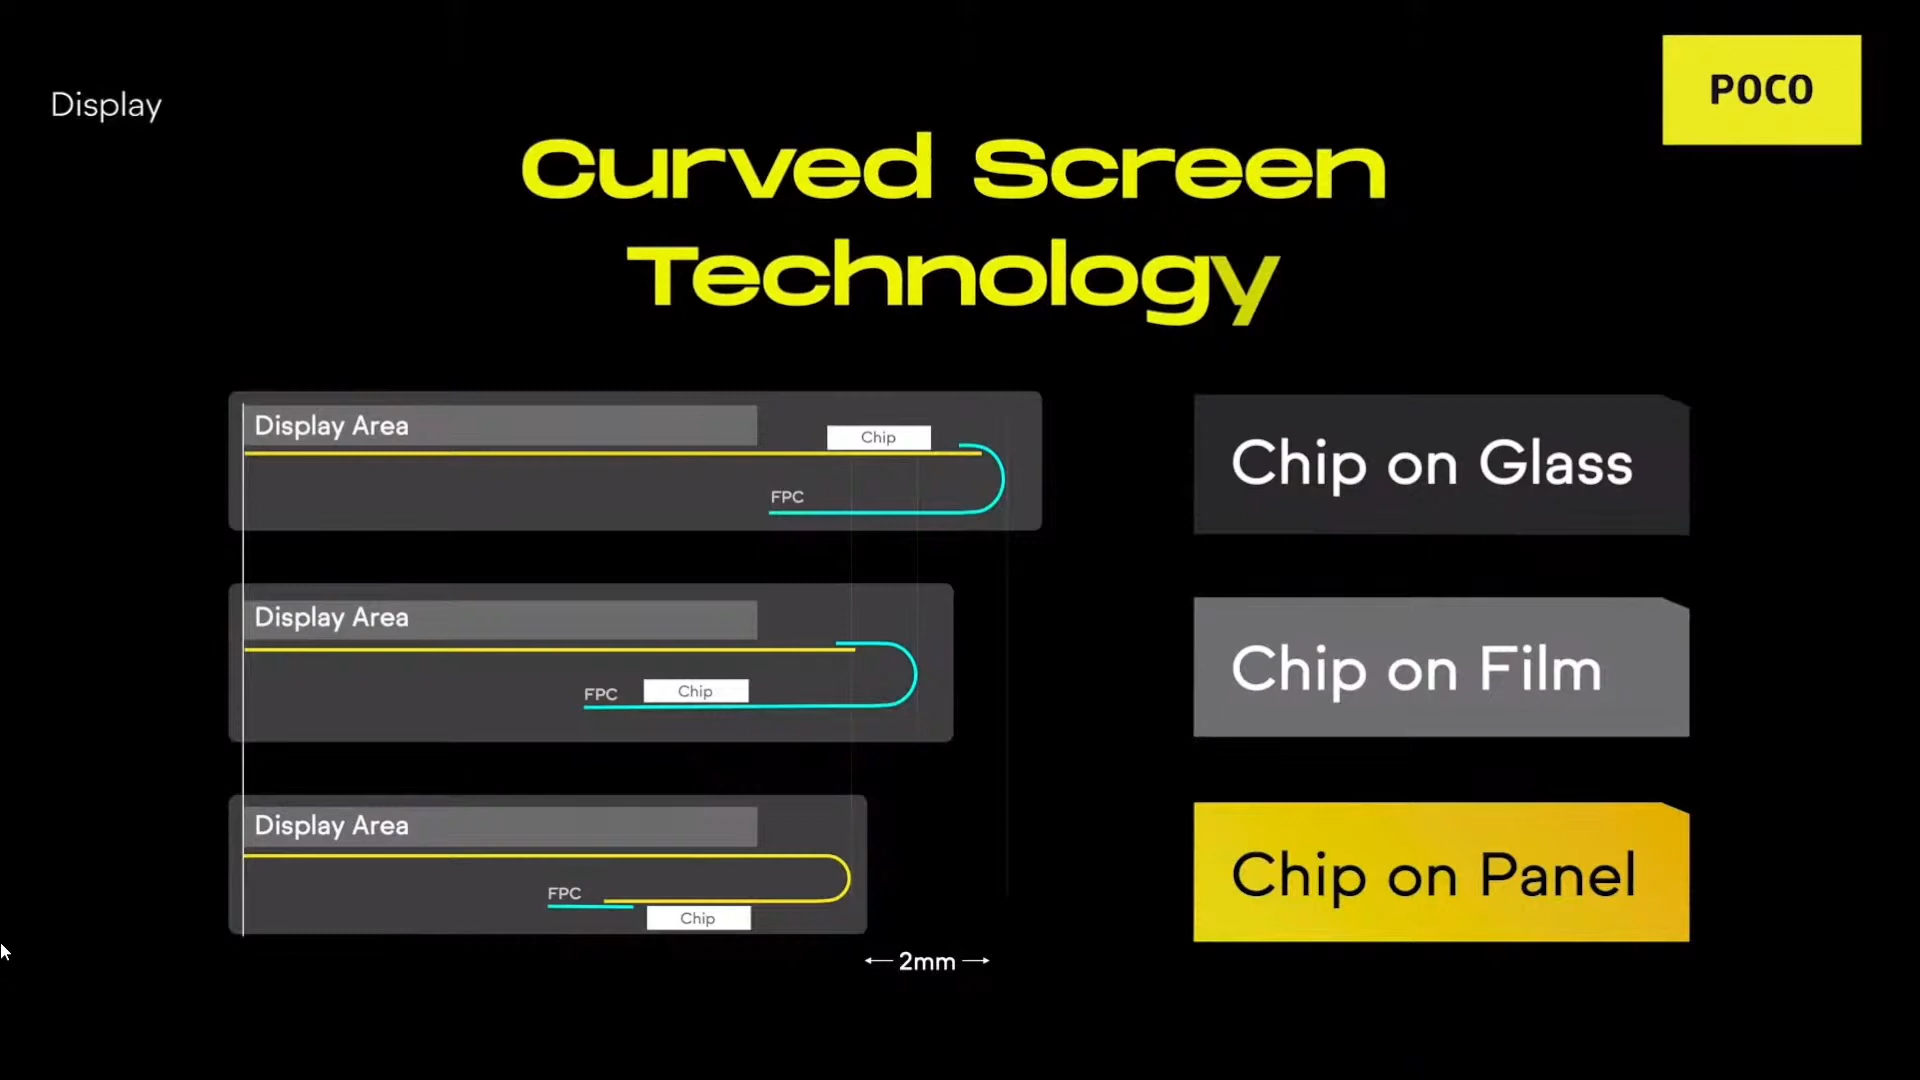 Display
POCO
Curved Screen
Technology
Display Area
Chip
FPC
Chip on Glass
Display Area
FPC
Chip
Chip on Film
Display Area
FPC
Chip
Chip on Panel
2mm